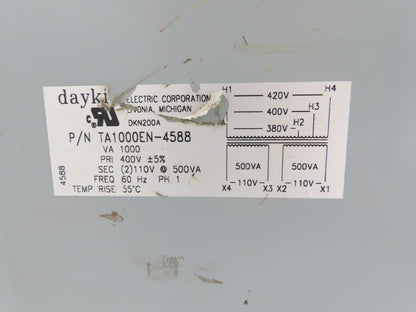 dayki
ELECTRIC CORPORATION
LIVONIA, MICHIGAN
c RU ®
DKN200A
P/N TA1000EN-4588
VA 1000
PRI 400V ±5%
SEC (2)110V @ 500VA
FREQ 60 Hz PH 1
TEMP RISE 55°C
4588
H1 420V H4
400V H3
380V H2
500VA 500VA
110V 110V
X4 X3 X2 X1